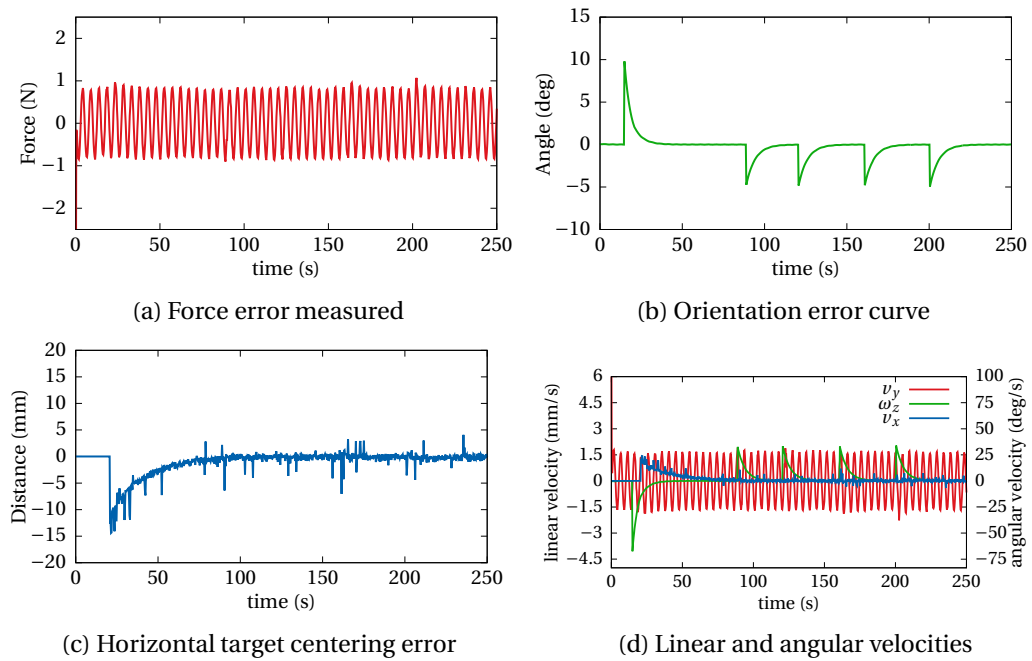 2
1
0
−1
−2
Force (N)
0 50 100 150 200 250
time (s)
(a) Force error measured
15
10
5
0
−5
−10
Angle (deg)
0 50 100 150 200 250
time (s)
(b) Orientation error curve
20
15
10
5
0
−5
−10
−15
−20
Distance (mm)
0 50 100 150 200 250
time (s)
(c) Horizontal target centering error
6
4.5
3
1.5
0
−1.5
−3
−4.5
linear velocity (mm/s)
v_y
ω_z
v_x
100
75
50
25
0
−25
−50
−75
angular velocity (deg/s)
0 50 100 150 200 250
time (s)
(d) Linear and angular velocities